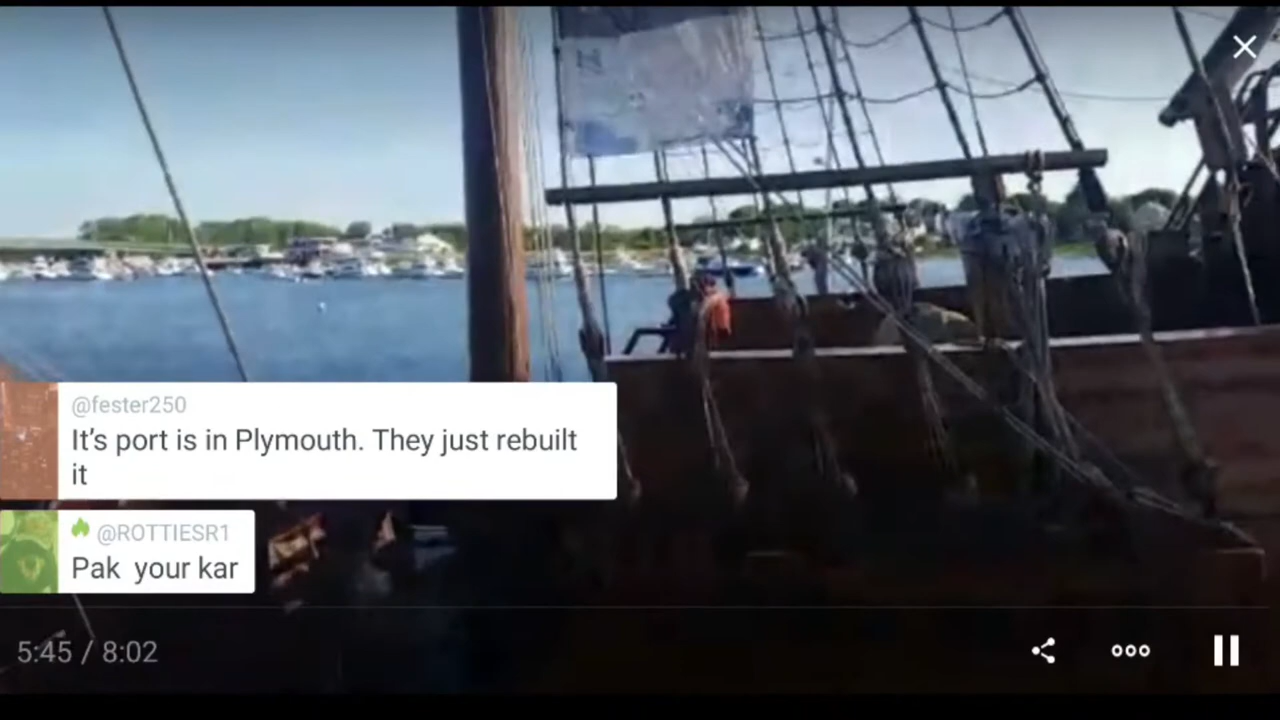 @fester250
It's port is in Plymouth. They just rebuilt
it
@ROTTIESR1
Pak your kar
5:45 / 8:02